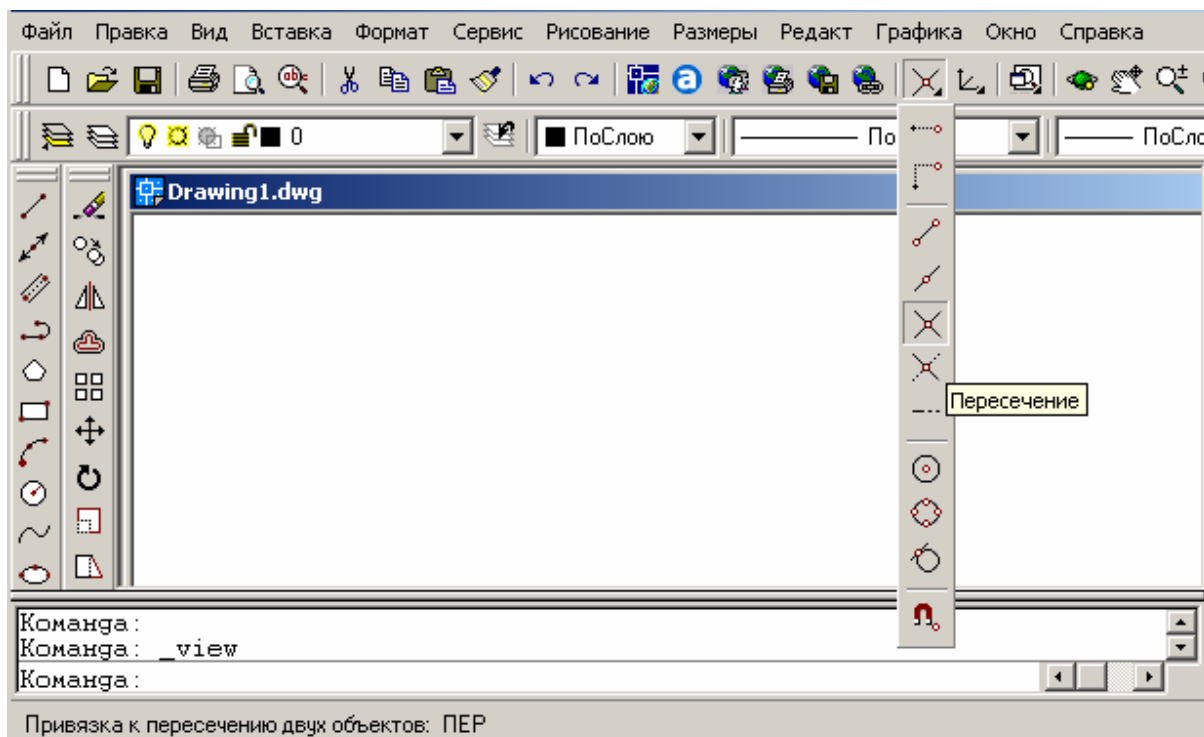 Файл Правка Вид Вставка Формат Сервис Рисование Размеры Редакт Графика Окно Справка
0 ПоСлою По ПоСло
Drawing1.dwg
Пересечение
Команда:
Команда: _view
Команда:
Привязка к пересечению двух объектов: ПЕР